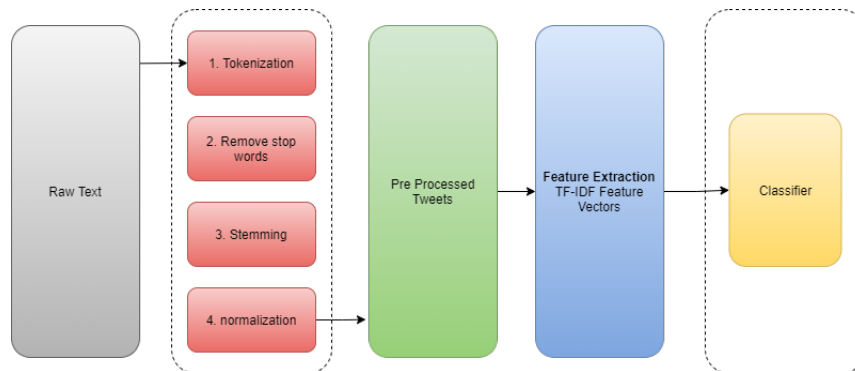 Raw Text
1. Tokenization
2. Remove stop
words
3. Stemming
4. normalization
Pre Processed
Tweets
Feature Extraction
TF-IDF Feature
Vectors
Classifier